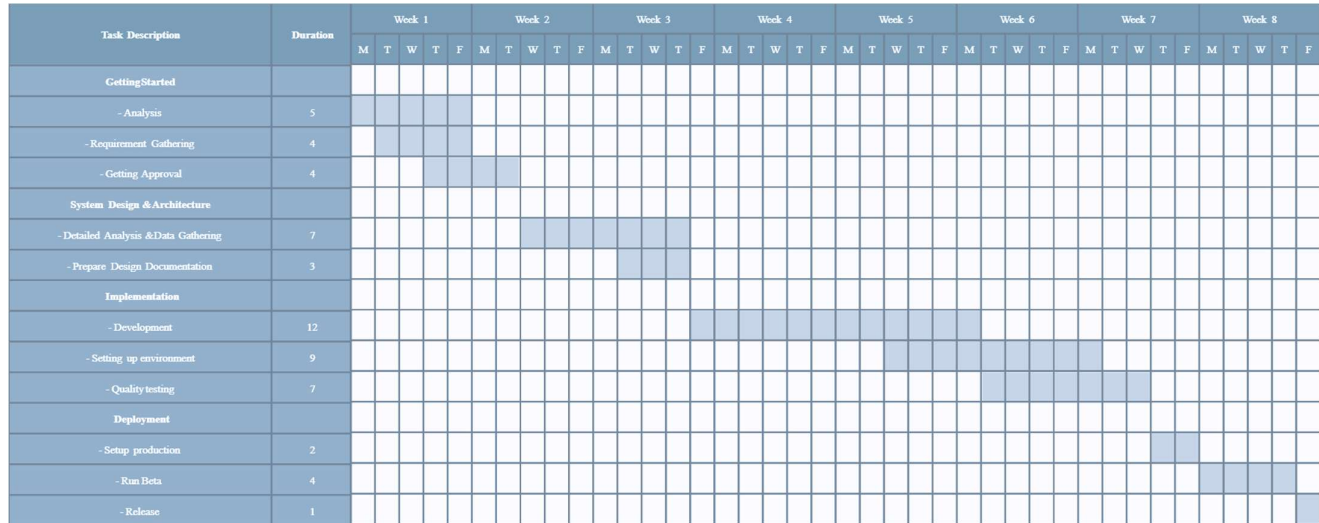 Task Description Duration Week 1 Week 2 Week 3 Week 4 Week 5 Week 6 Week 7 Week 8
M T W T F M T W T F M T W T F M T W T F M T W T F M T W T F M T W T F M T W T F
GettingStarted
- Analysis 5
- Requirement Gathering 4
- Getting Approval 4
System Design &Architecture
- Detailed Analysis &Data Gathering 7
- Prepare Design Documentation 3
Implementation
- Development 12
- Setting up environment 9
- Quality testing 7
Deployment
- Setup production 2
- Run Beta 4
- Release 1